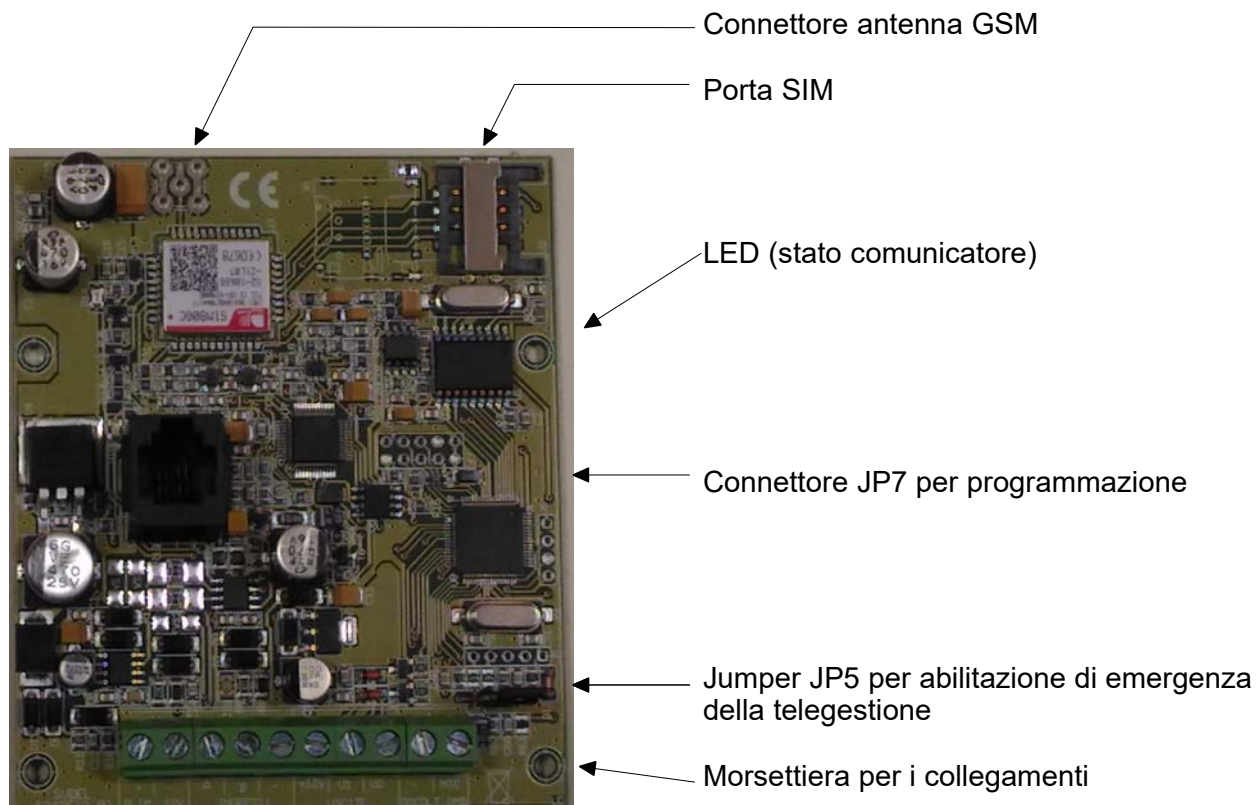 Connettore antenna GSM
Porta SIM
CE
CE0678
SIM800C
LED (stato comunicatore)
Connettore JP7 per programmazione
Jumper JP5 per abilitazione di emergenza
della telegestione
Morsettiera per i collegamenti